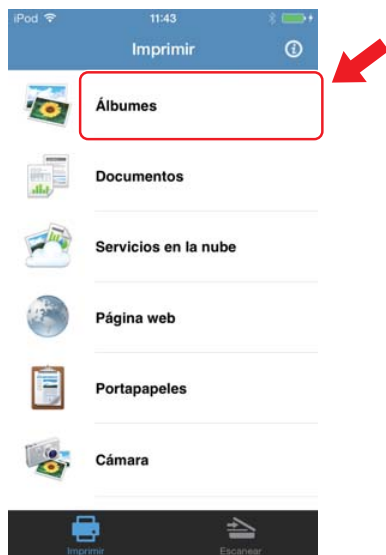 iPod 11:43
Imprimir
Álbumes
Documentos
Servicios en la nube
Página web
Portapapeles
Cámara
Imprimir Escanear